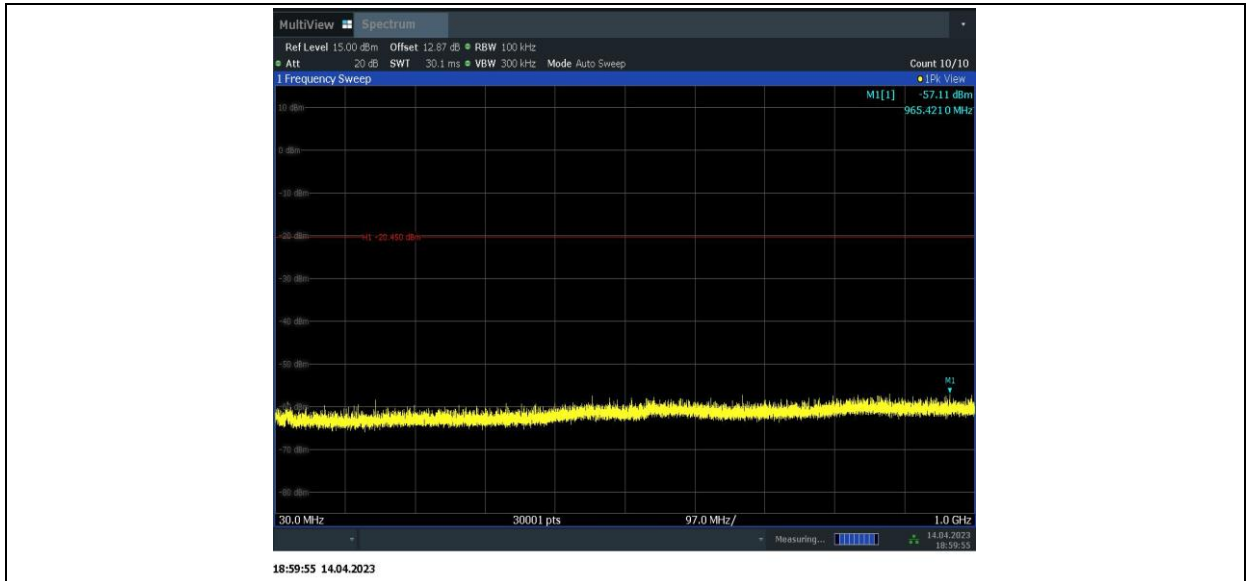 MultiView Spectrum
Ref Level 15.00 dBm Offset 12.87 dB RBW 100 kHz
Att 20 dB SWT 30.1 ms VBW 300 kHz Mode Auto Sweep Count 10/10
1 Frequency Sweep 1Pk View
M1[1] -57.11 dBm
965.4210 MHz
10 dBm
0 dBm
-10 dBm
-20 dBm
H1 -20.450 dBm
-30 dBm
-40 dBm
-50 dBm
M1
-70 dBm
-80 dBm
30.0 MHz 30001 pts 97.0 MHz/ 1.0 GHz
Measuring... 14.04.2023
18:59:55
18:59:55 14.04.2023